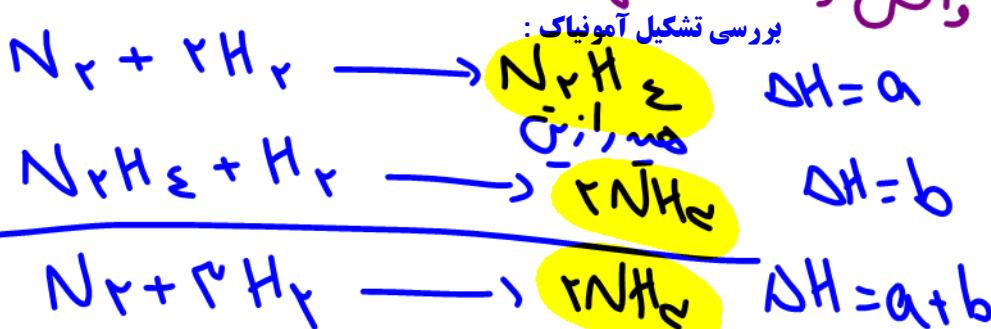 بررسی تشکیل آمونیاک :
N۲ + ۲H۲ ⟶ N۲H٤ ΔH = a
هیدرازین
N۲H٤ + H۲ ⟶ ۲NH۳ ΔH = b
N۲ + ۳H۲ ⟶ ۲NH۳ ΔH = a + b